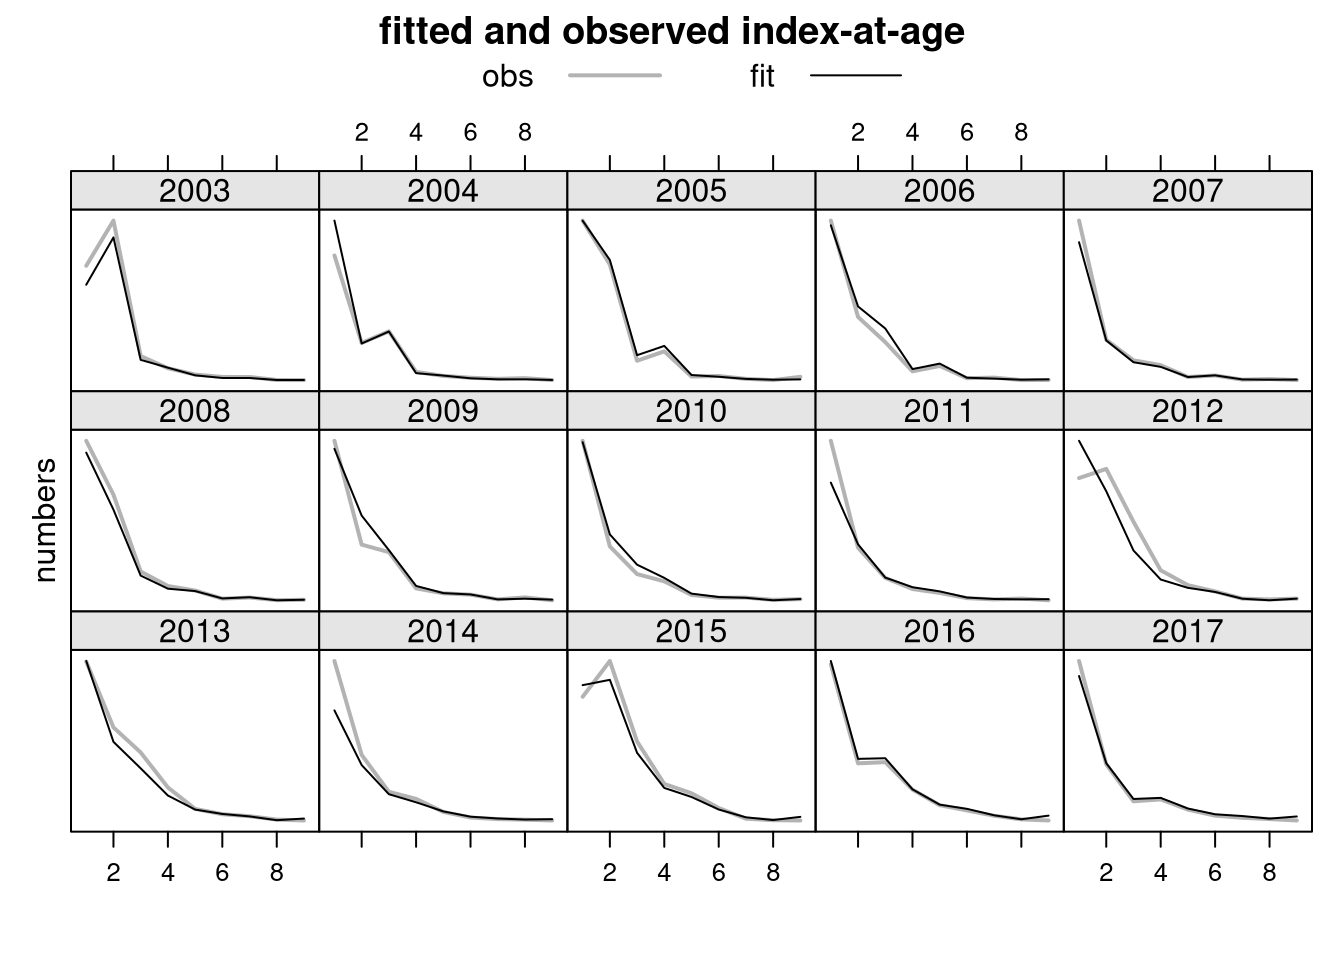 fitted and observed index-at-age
obs fit
2 4 6 8 2 4 6 8
2003 2004 2005 2006 2007
2008 2009 2010 2011 2012
numbers
2013 2014 2015 2016 2017
2 4 6 8 2 4 6 8 2 4 6 8